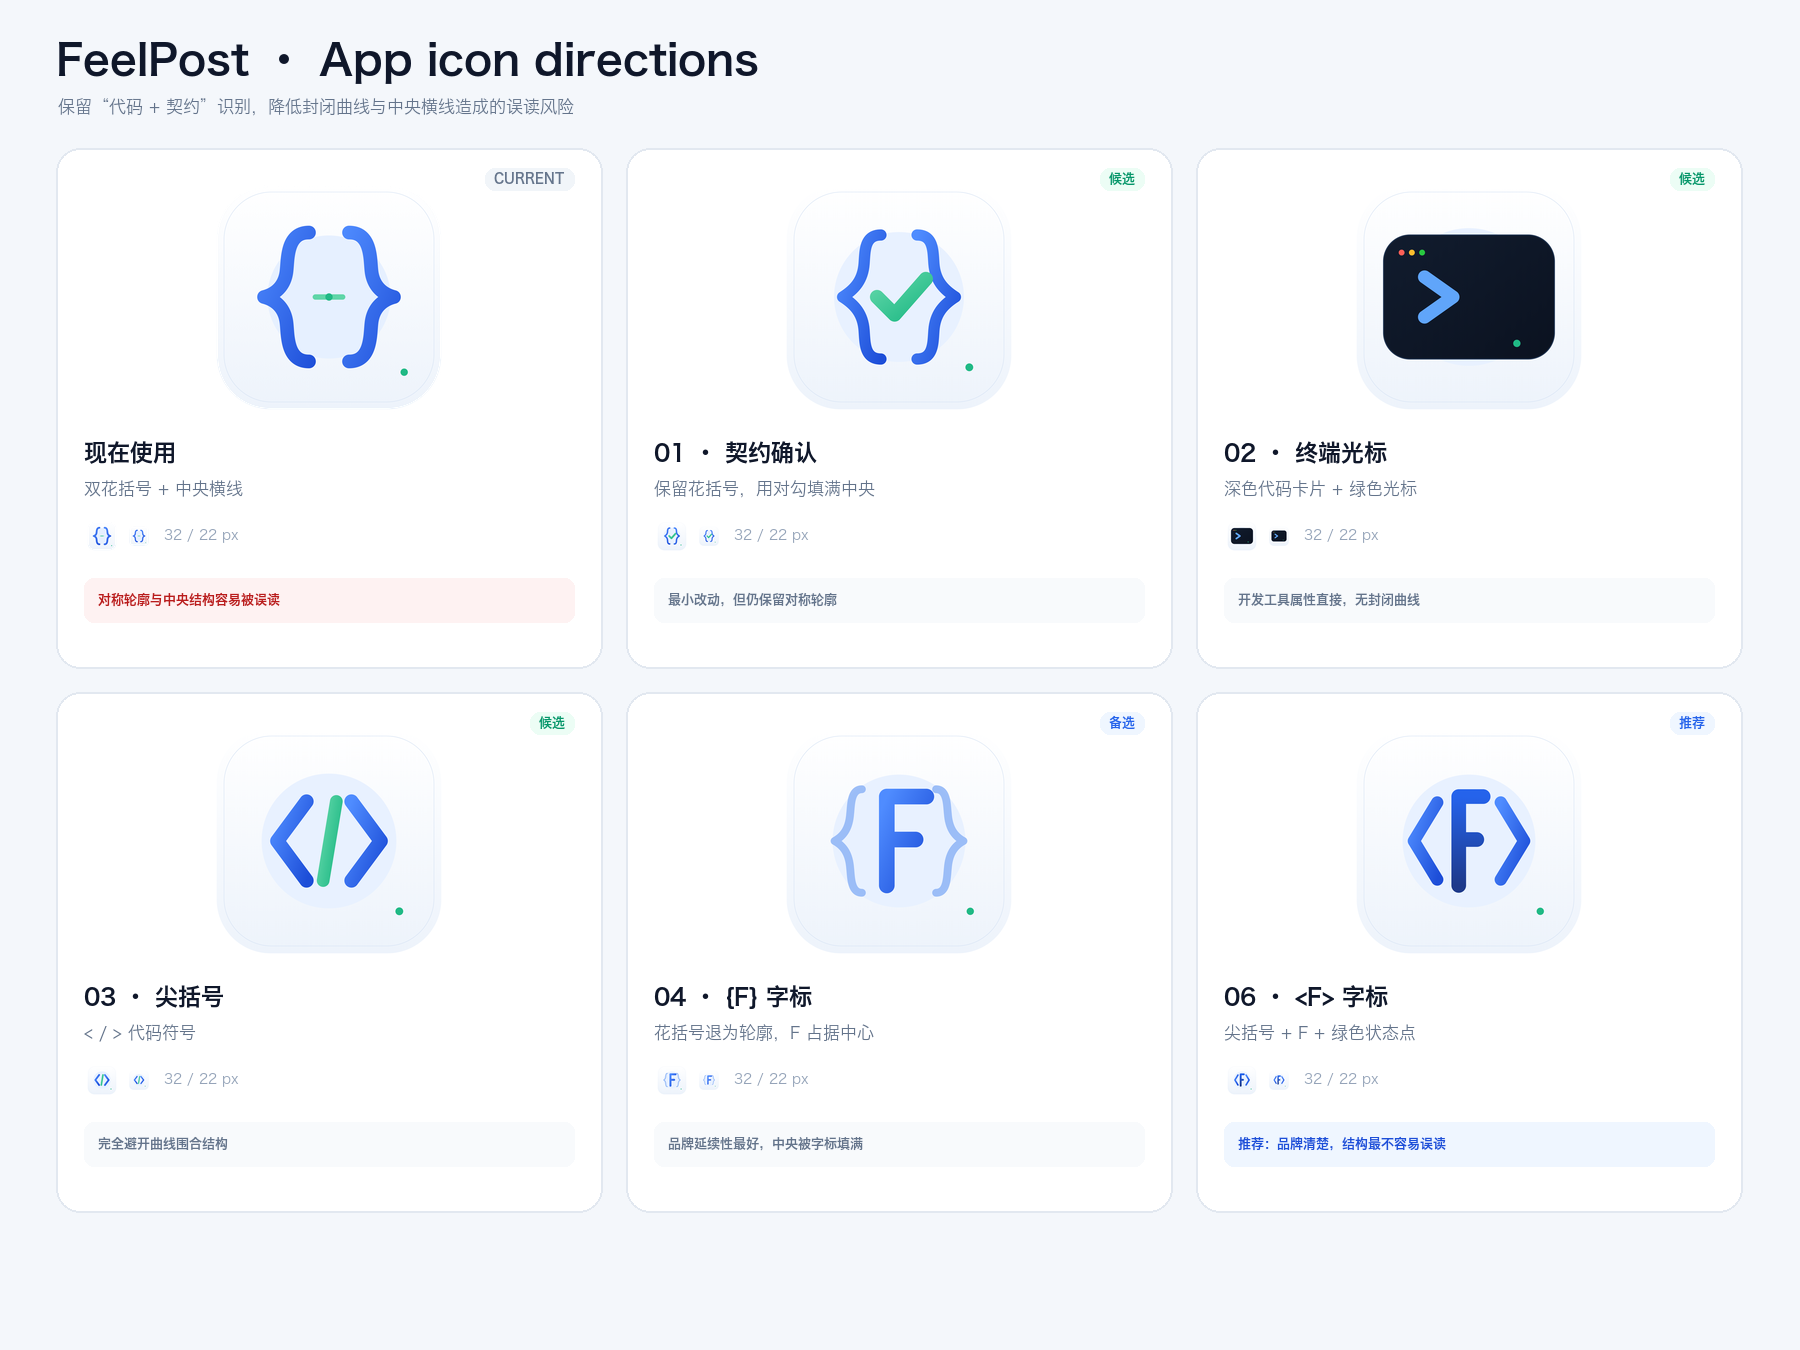 FeelPost · App icon directions
保留“代码 + 契约”识别，降低封闭曲线与中央横线造成的误读风险
CURRENT
现在使用
双花括号 + 中央横线
32 / 22 px
对称轮廓与中央结构容易被误读
候选
01 · 契约确认
保留花括号，用对勾填满中央
32 / 22 px
最小改动，但仍保留对称轮廓
候选
02 · 终端光标
深色代码卡片 + 绿色光标
32 / 22 px
开发工具属性直接，无封闭曲线
候选
03 · 尖括号
< / > 代码符号
32 / 22 px
完全避开曲线围合结构
备选
{F}
04 · {F} 字标
花括号退为轮廓，F 占据中心
32 / 22 px
品牌延续性最好，中央被字标填满
推荐
<F>
06 · <F> 字标
尖括号 + F + 绿色状态点
32 / 22 px
推荐：品牌清楚，结构最不容易误读